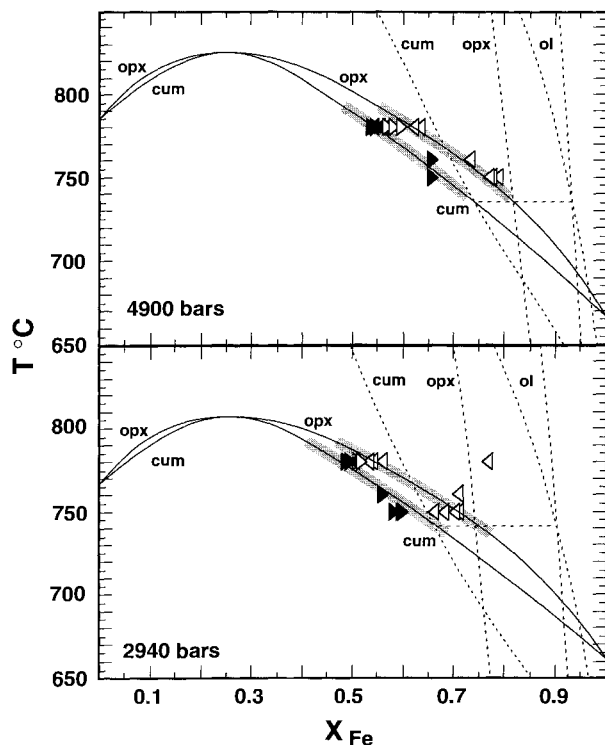 cum opx ol
opx opx
800
cum
750
cum
700
4900 bars
T °C
650
cum opx ol
800
opx opx
cum
750
cum
700
2940 bars
650
0.1 0.3 0.5 0.7 0.9
X Fe